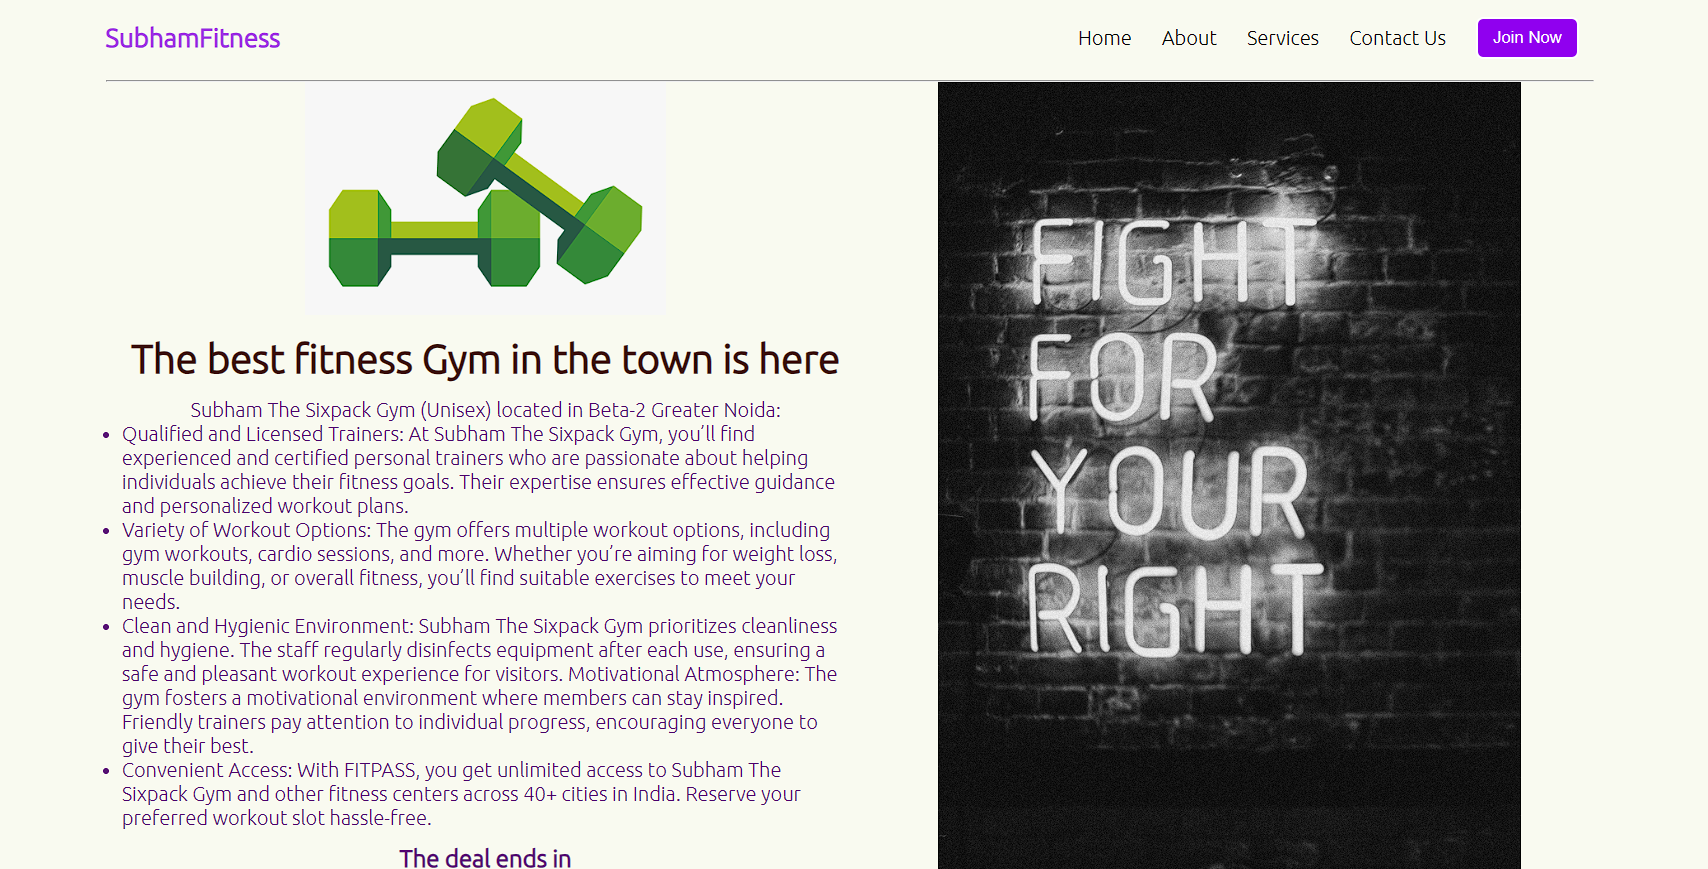 SubhamFitness
Home About Services Contact Us Join Now
The best fitness Gym in the town is here
Subham The Sixpack Gym (Unisex) located in Beta-2 Greater Noida:
• Qualified and Licensed Trainers: At Subham The Sixpack Gym, you’ll find
experienced and certified personal trainers who are passionate about helping
individuals achieve their fitness goals. Their expertise ensures effective guidance
and personalized workout plans.
• Variety of Workout Options: The gym offers multiple workout options, including
gym workouts, cardio sessions, and more. Whether you’re aiming for weight loss,
muscle building, or overall fitness, you’ll find suitable exercises to meet your
needs.
• Clean and Hygienic Environment: Subham The Sixpack Gym prioritizes cleanliness
and hygiene. The staff regularly disinfects equipment after each use, ensuring a
safe and pleasant workout experience for visitors. Motivational Atmosphere: The
gym fosters a motivational environment where members can stay inspired.
Friendly trainers pay attention to individual progress, encouraging everyone to
give their best.
• Convenient Access: With FITPASS, you get unlimited access to Subham The
Sixpack Gym and other fitness centers across 40+ cities in India. Reserve your
preferred workout slot hassle-free.
The deal ends in
FIGHT
FOR
YOUR
RIGHT